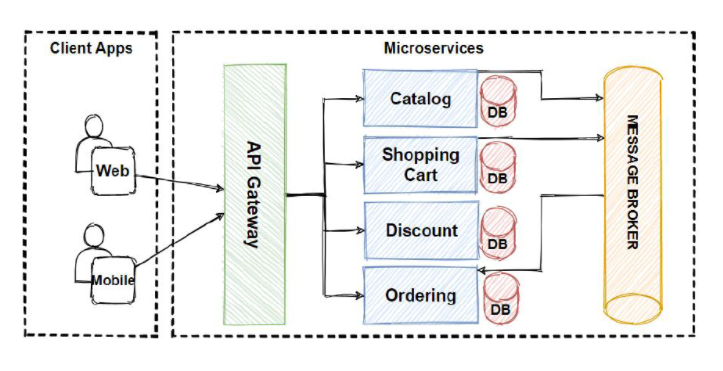 Client Apps
Microservices
Web
Mobile
API Gateway
Catalog
DB
Shopping
Cart
DB
Discount
DB
Ordering
DB
MESSAGE BROKER